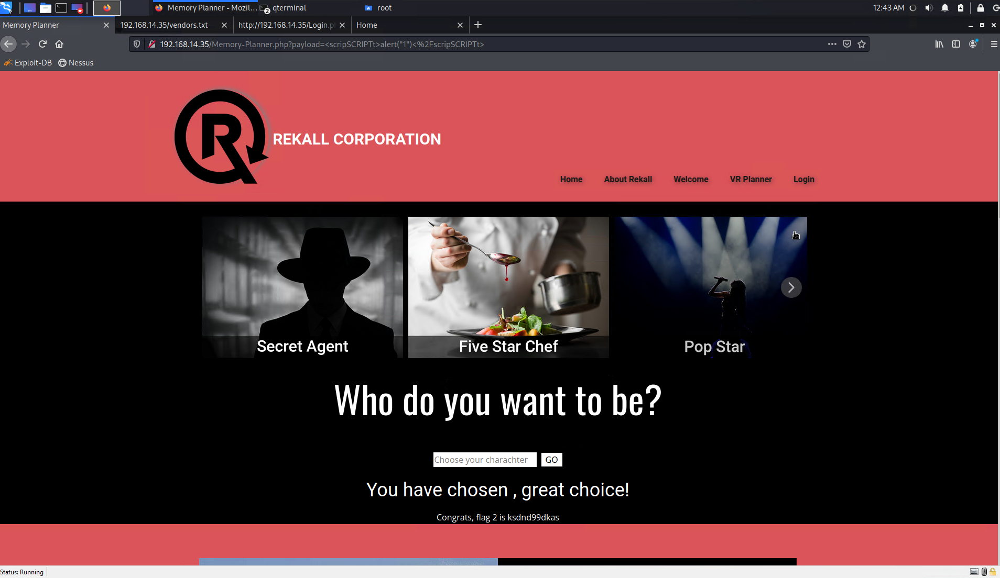 Memory Planner - Mozil...
2
qterminal
root
12:43 AM
Memory Planner
192.168.14.35/vendors.txt
http://192.168.14.35/Login.p
Home
192.168.14.35/Memory-Planner.php?payload=<scripSCRIPTt>alert("1")<%2FscripSCRIPTt>
Exploit-DB
Nessus
R
REKALL CORPORATION
Home
About Rekall
Welcome
VR Planner
Login
Secret Agent
Five Star Chef
Pop Star
Who do you want to be?
Choose your charachter
GO
You have chosen , great choice!
Congrats, flag 2 is ksdnd99dkas
Status: Running